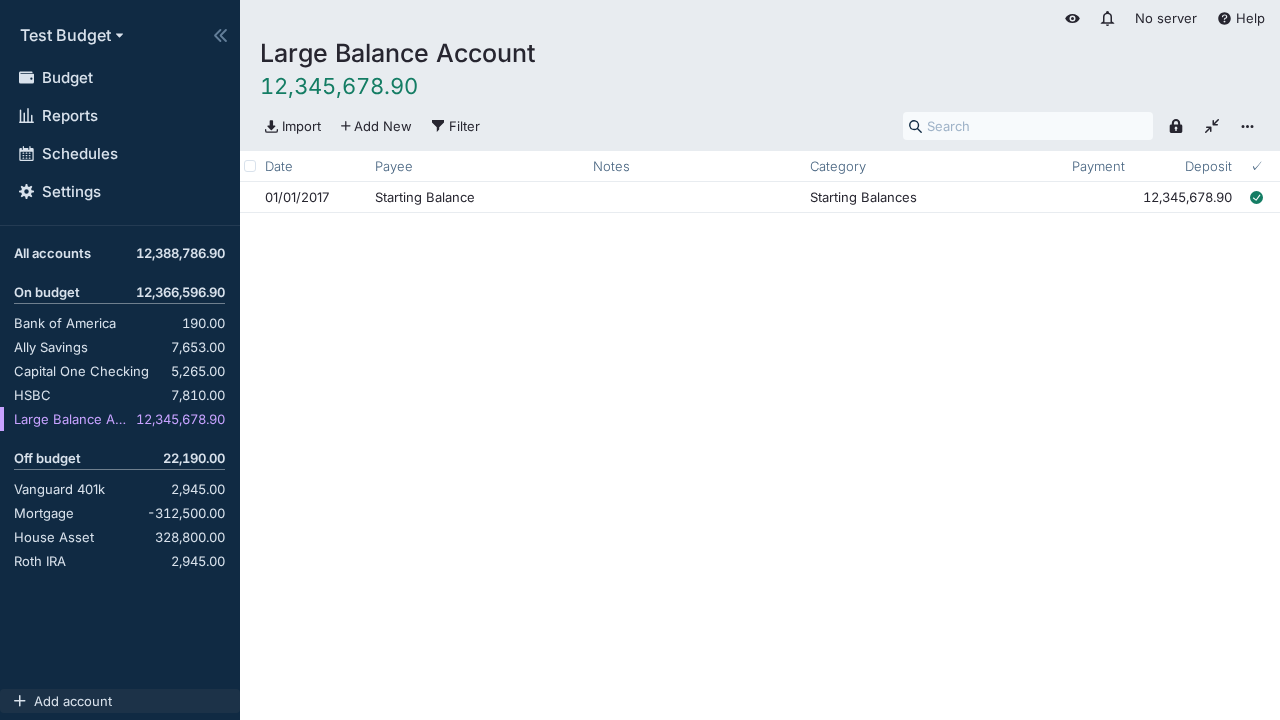 Test Budget
Budget
Reports
Schedules
Settings
All accounts 12,388,786.90
On budget 12,366,596.90
Bank of America 190.00
Ally Savings 7,653.00
Capital One Checking 5,265.00
HSBC 7,810.00
Large Balance A... 12,345,678.90
Off budget 22,190.00
Vanguard 401k 2,945.00
Mortgage -312,500.00
House Asset 328,800.00
Roth IRA 2,945.00
Add account
No server Help
Large Balance Account
12,345,678.90
Import Add New Filter Search
Date Payee Notes Category Payment Deposit ✓
01/01/2017 Starting Balance Starting Balances 12,345,678.90